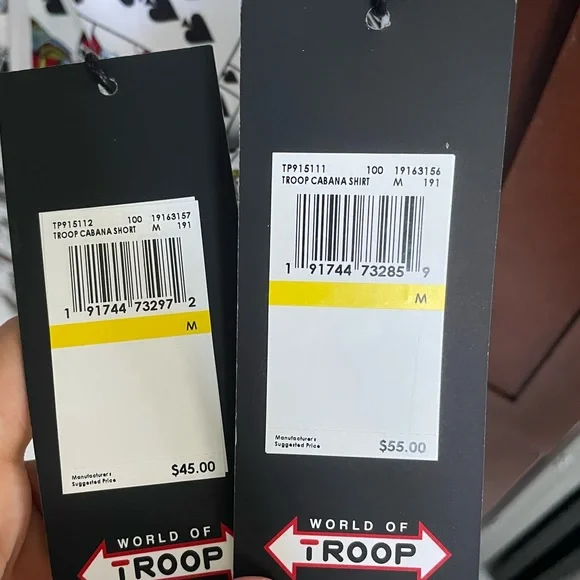 TP915112 100 19163157
TROOP CABANA SHORT M 191
1 91744 73297 2
M
Manufacturers
Suggested Price $45.00
WORLD OF
TROOP
TP915111 100 19163156
TROOP CABANA SHIRT M 191
1 91744 73285 9
M
Manufacturers
Suggested Price $55.00
WORLD OF
TROOP